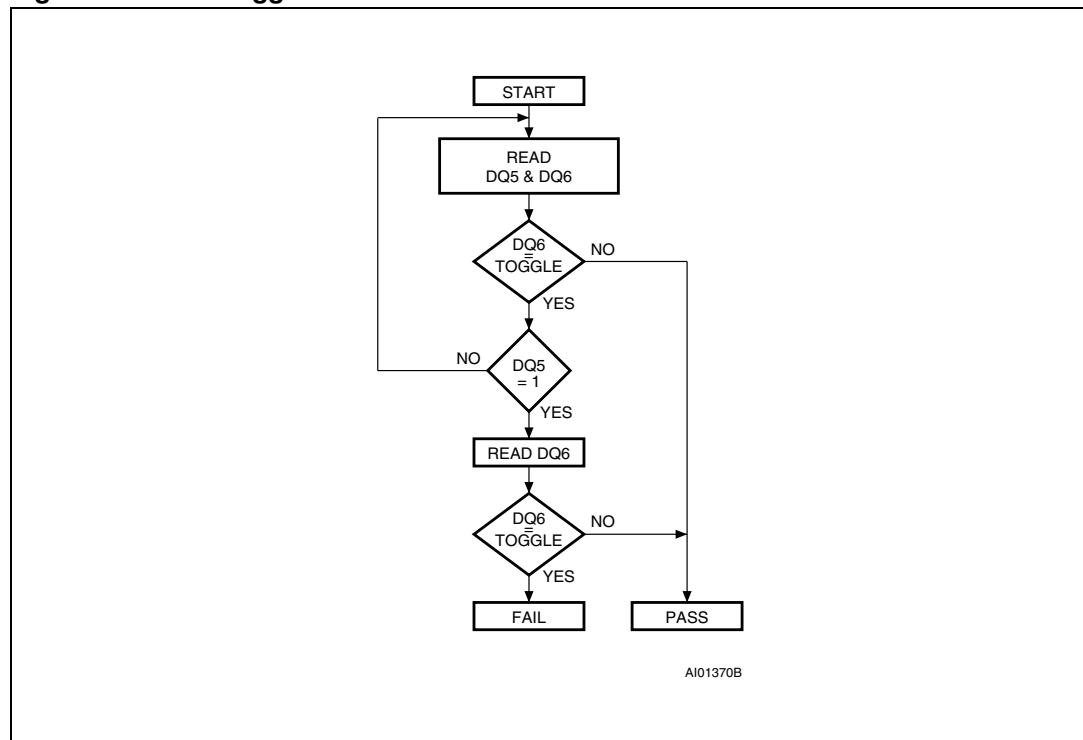 START
READ
DQ5 & DQ6
DQ6
=
TOGGLE
NO
YES
NO
DQ5
= 1
YES
READ DQ6
DQ6
=
TOGGLE
NO
YES
FAIL
PASS
AI01370B